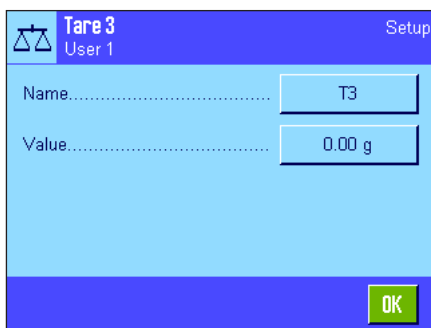 Tare 3 Setup
User 1
Name..................................... T3
Value..................................... 0.00 g
OK